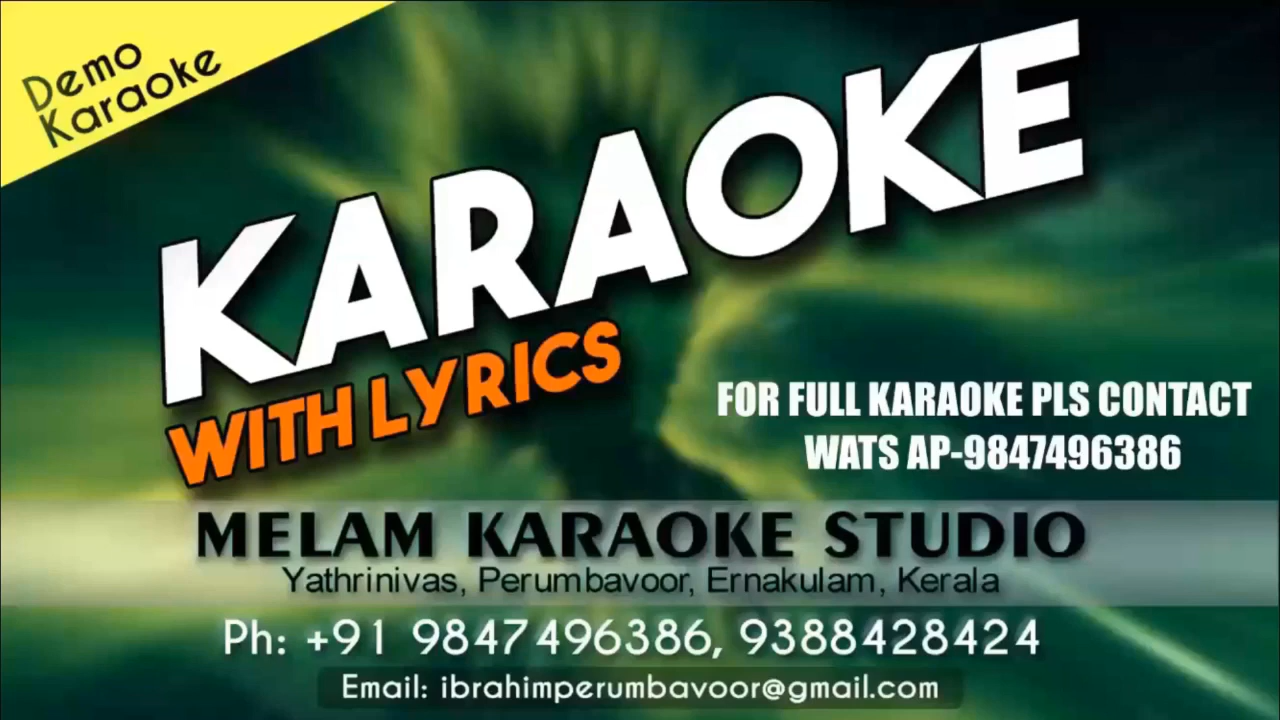 Demo
Karaoke
KARAOKE
WITH LYRICS
FOR FULL KARAOKE PLS CONTACT
WATS AP-9847496386
MELAM KARAOKE STUDIO
Yathrinivas, Perumbavoor, Ernakulam, Kerala
Ph: +91 9847496386, 9388428424
Email: ibrahimperumbavoor@gmail.com